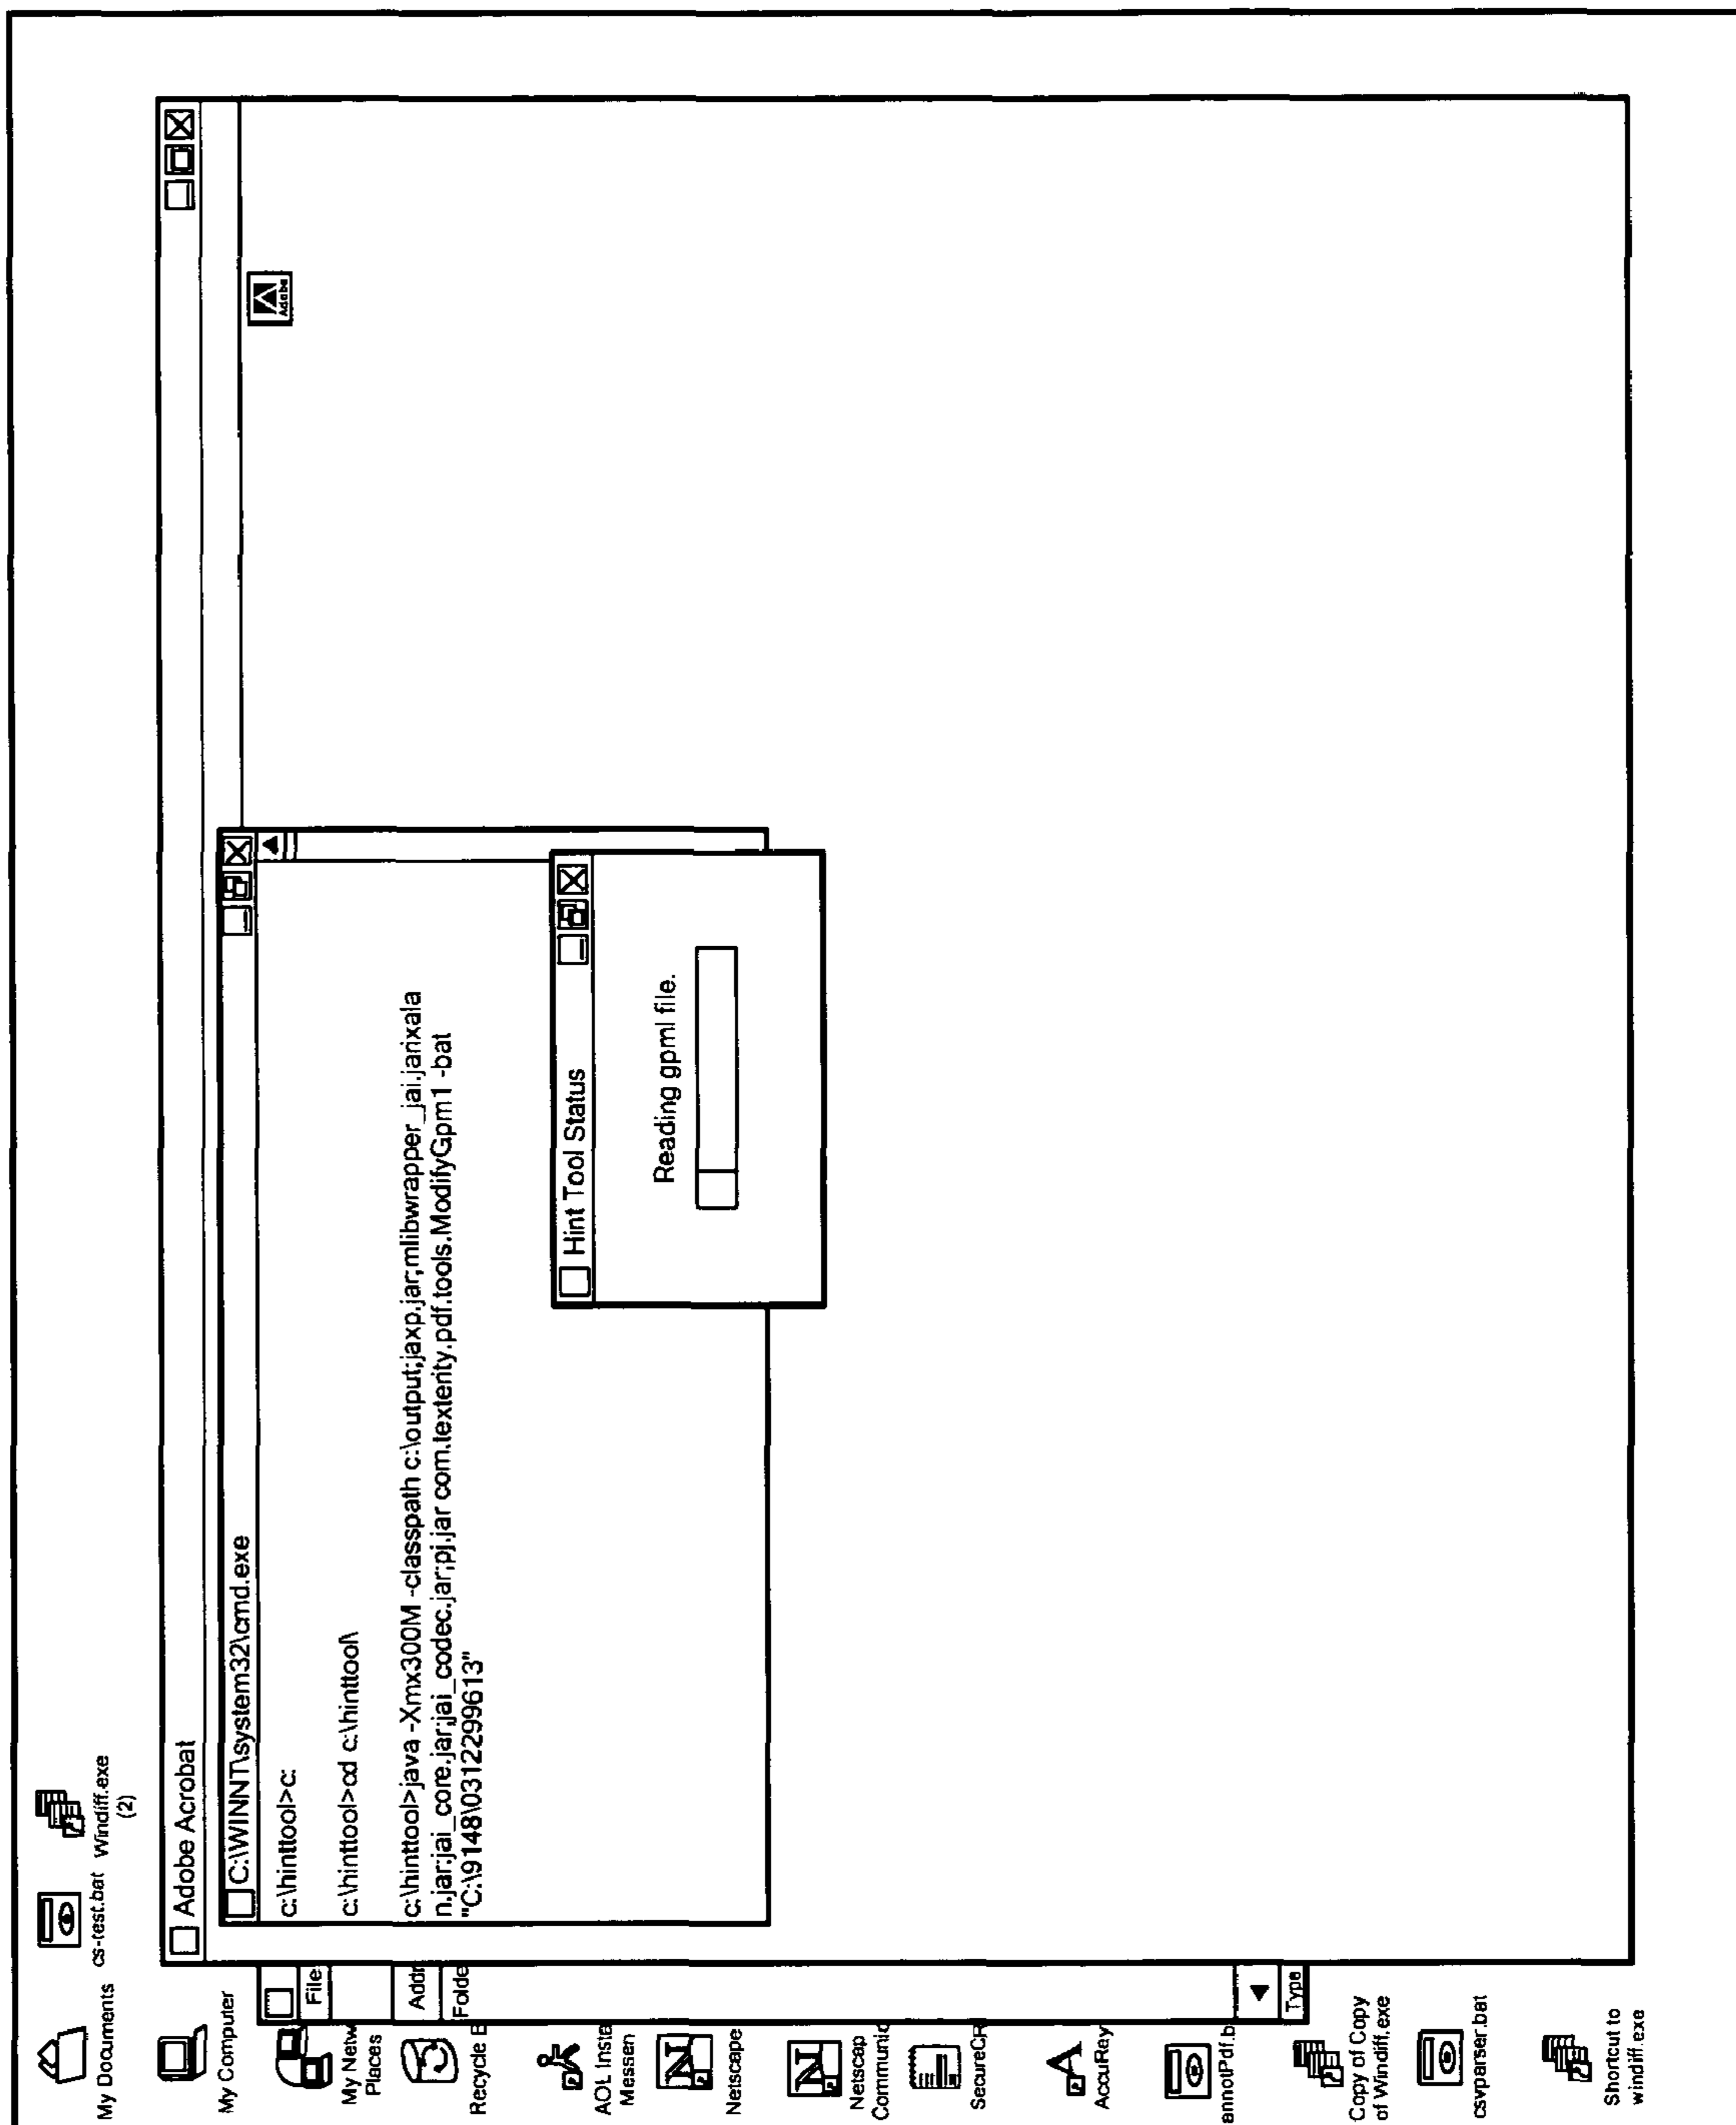 My Documents
cs-test.bat
Windiff.exe
(2)
My Computer
My Netw
Places
Recycle B
AOL Insta
Messen
Netscape
Netscap
Communic
SecureCR
AccuRay
annotPdf.b
Copy of Copy
of Windiff.exe
csvparser.bat
Shortcut to
windiff.exe
File
Addr
Folde
Type
Adobe Acrobat
Adobe
C:\WINNT\system32\cmd.exe
c:\hinttool>c:
c:\hinttool>cd c:\hinttool\
c:\hinttool>java -Xmx300M -classpath c:\output;jaxp.jar;mlibwrapper_jai.jar;xala
n.jar;jai_core.jar;jai_codec.jar;pj.jar com.texterity.pdf.tools.ModifyGpm1 -bat
"C:\9148\0312299613"
Hint Tool Status
Reading gpml file.